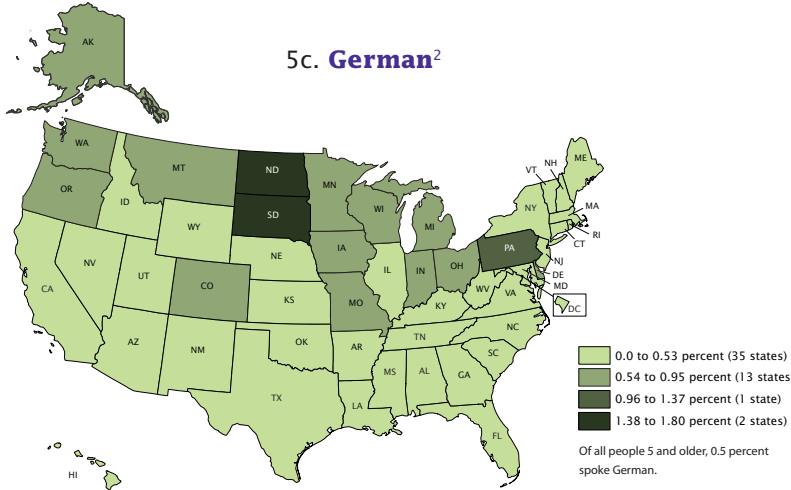 AK
5c. German2
WA
MT
ND
MN
OR
ID
SD
WI
MI
WY
IA
NE
NV
UT
CO
IL
IN
OH
PA
NY
VT
NH
ME
MA
RI
CT
NJ
DE
MD
DC
CA
KS
MO
KY
WV
VA
AZ
NM
OK
AR
TN
NC
SC
MS
AL
GA
TX
LA
FL
HI
0.0 to 0.53 percent (35 states)
0.54 to 0.95 percent (13 states
0.96 to 1.37 percent (1 state)
1.38 to 1.80 percent (2 states)
Of all people 5 and older, 0.5 percent
spoke German.